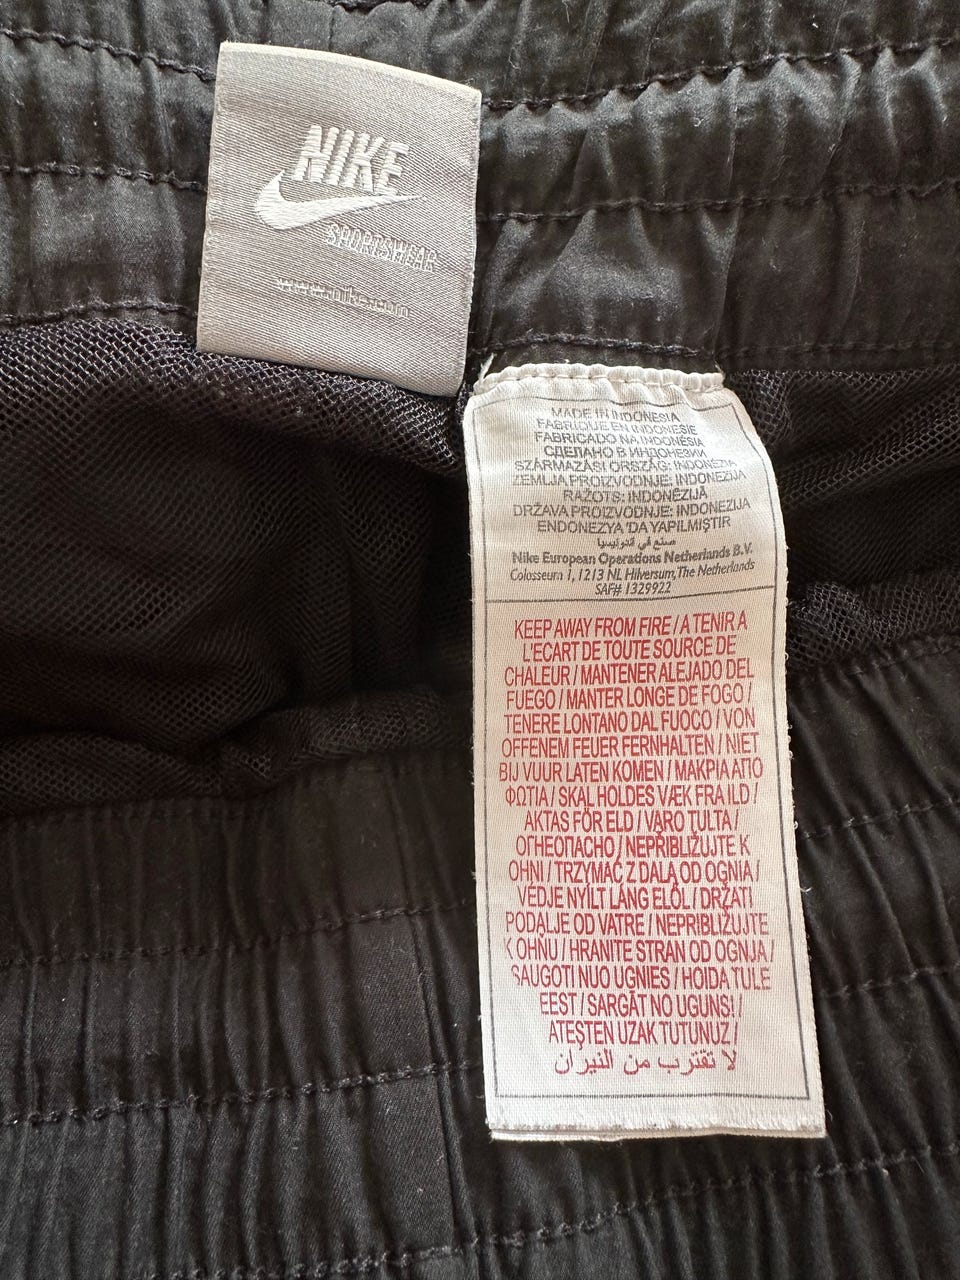 NIKE
SPORTSWEAR
www.nike.com
MADE IN INDONESIA
FABRIQUE EN INDONESIE
FABRICADO NA INDONÉSIA
СДЕЛАНО В ИНДОНЕЗИИ
SZÁRMAZÁSI ORSZÁG: INDONÉZIA
ZEMLJA PROIZVODNJE: INDONEZIJA
RAŽOTS: INDONĒZIJĀ
DRŽAVA PROIZVODNJE: INDONEZIJA
ENDONEZYA 'DA YAPILMIŞTIR
صنع في اندونيسيا
Nike European Operations Netherlands B.V.
Colosseum 1, 1213 NL Hilversum, The Netherlands
SAF# 1329922
KEEP AWAY FROM FIRE / A TENIR A
L'ECART DE TOUTE SOURCE DE
CHALEUR / MANTENER ALEJADO DEL
FUEGO / MANTER LONGE DE FOGO /
TENERE LONTANO DAL FUOCO / VON
OFFENEM FEUER FERNHALTEN / NIET
BIJ VUUR LATEN KOMEN / ΜΑΚΡΙΑ ΑΠΟ
ΦΩΤΙΑ / SKAL HOLDES VÆK FRA ILD /
AKTAS FÖR ELD / VARO TULTA /
ОГНЕОПАСНО / NEPŘIBLIŽUJTE K
OHNI / TRZYMAĆ Z DALA OD OGNIA /
VÉDJE NYÍLT LÁNG ELŐL / DRŽATI
PODALJE OD VATRE / NEPRIBLIŽUJTE
K OHŇU / HRANITE STRAN OD OGNJA /
SAUGOTI NUO UGNIES / HOIDA TULE
EEST / SARGĀT NO UGUNS! /
ATEŞTEN UZAK TUTUNUZ /
لا تقترب من النيران